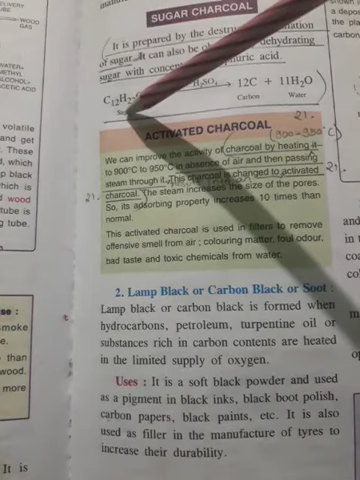 SUGAR CHARCOAL
It is prepared by the
of sugar. It can also be dehydrating
sugar with
H₂SO₄ → 12C + 11H₂O
Carbon Water
ACTIVATED CHARCOAL
21.
We can improve the activity of charcoal by heating it
to 900°C to 950°C in absence of air and then passing
steam through it. This charcoal is changed to activated
21.
21.
charcoal. The steam increases the size of the pores.
So, its adsorbing property increases 10 times than
normal.
This activated charcoal is used in filters to remove
offensive smell from air ; colouring matter, foul odour,
bad taste and toxic chemicals from water.
2. Lamp Black or Carbon Black or Soot :
Lamp black or carbon black is formed when
hydrocarbons, petroleum, turpentine oil or
substances rich in carbon contents are heated
in the limited supply of oxygen.
Uses : It is a soft black powder and used
as a pigment in black inks, black boot polish,
carbon papers, black paints, etc. It is also
used as filler in the manufacture of tyres to
increase their durability.
volatile
and get
These
which
black
which is
wood
tube is
tube.
than
wood.
more
It is